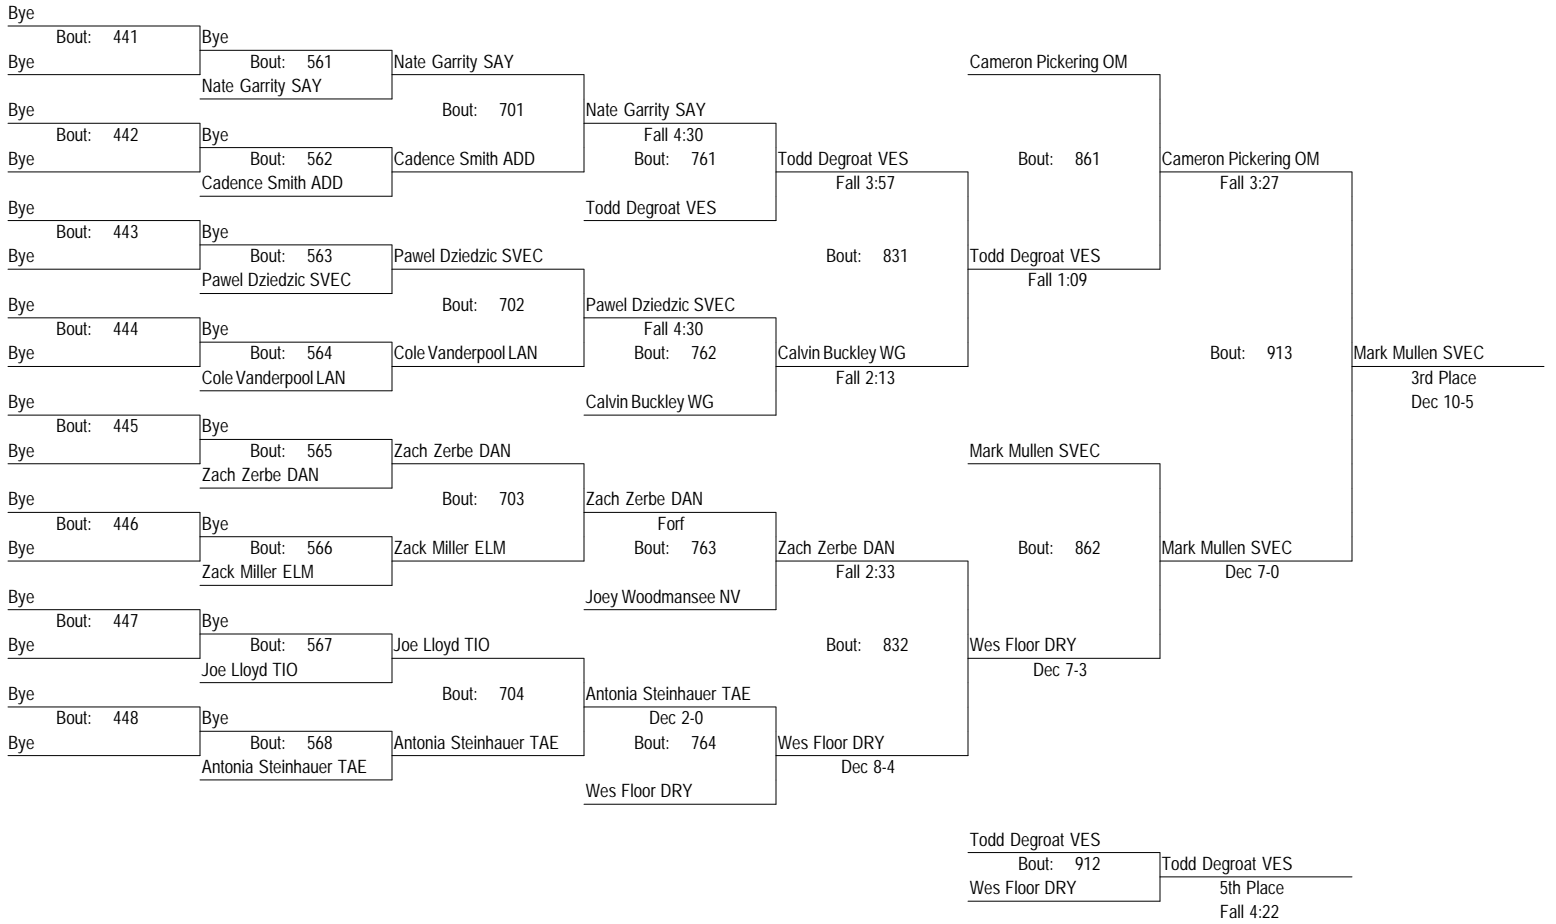 Bye
Bout: 441
Bye
Bye
Bout: 561
Nate Garrity SAY
Nate Garrity SAY
Bye
Bout: 442
Bye
Bye
Bout: 562
Cadence Smith ADD
Cadence Smith ADD
Bout: 701
Nate Garrity SAY
Fall 4:30
Bout: 761
Todd Degroat VES
Todd Degroat VES
Fall 3:57
Bye
Bout: 443
Bye
Bye
Bout: 563
Pawel Dziedzic SVEC
Pawel Dziedzic SVEC
Bye
Bout: 444
Bye
Bye
Bout: 564
Cole Vanderpool LAN
Cole Vanderpool LAN
Bout: 702
Pawel Dziedzic SVEC
Fall 4:30
Bout: 762
Calvin Buckley WG
Calvin Buckley WG
Fall 2:13
Bout: 831
Todd Degroat VES
Fall 1:09
Cameron Pickering OM
Bout: 861
Cameron Pickering OM
Fall 3:27
Bye
Bout: 445
Bye
Bye
Bout: 565
Zach Zerbe DAN
Zach Zerbe DAN
Bye
Bout: 446
Bye
Bye
Bout: 566
Zack Miller ELM
Zack Miller ELM
Bout: 703
Zach Zerbe DAN
Forf
Bout: 763
Joey Woodmansee NV
Zach Zerbe DAN
Fall 2:33
Bye
Bout: 447
Bye
Bye
Bout: 567
Joe Lloyd TIO
Joe Lloyd TIO
Bye
Bout: 448
Bye
Bye
Bout: 568
Antonia Steinhauer TAE
Antonia Steinhauer TAE
Bout: 704
Antonia Steinhauer TAE
Dec 2-0
Bout: 764
Wes Floor DRY
Wes Floor DRY
Dec 8-4
Bout: 832
Wes Floor DRY
Dec 7-3
Mark Mullen SVEC
Bout: 862
Mark Mullen SVEC
Dec 7-0
Bout: 913
Mark Mullen SVEC
3rd Place
Dec 10-5
Todd Degroat VES
Bout: 912
Wes Floor DRY
Todd Degroat VES
5th Place
Fall 4:22